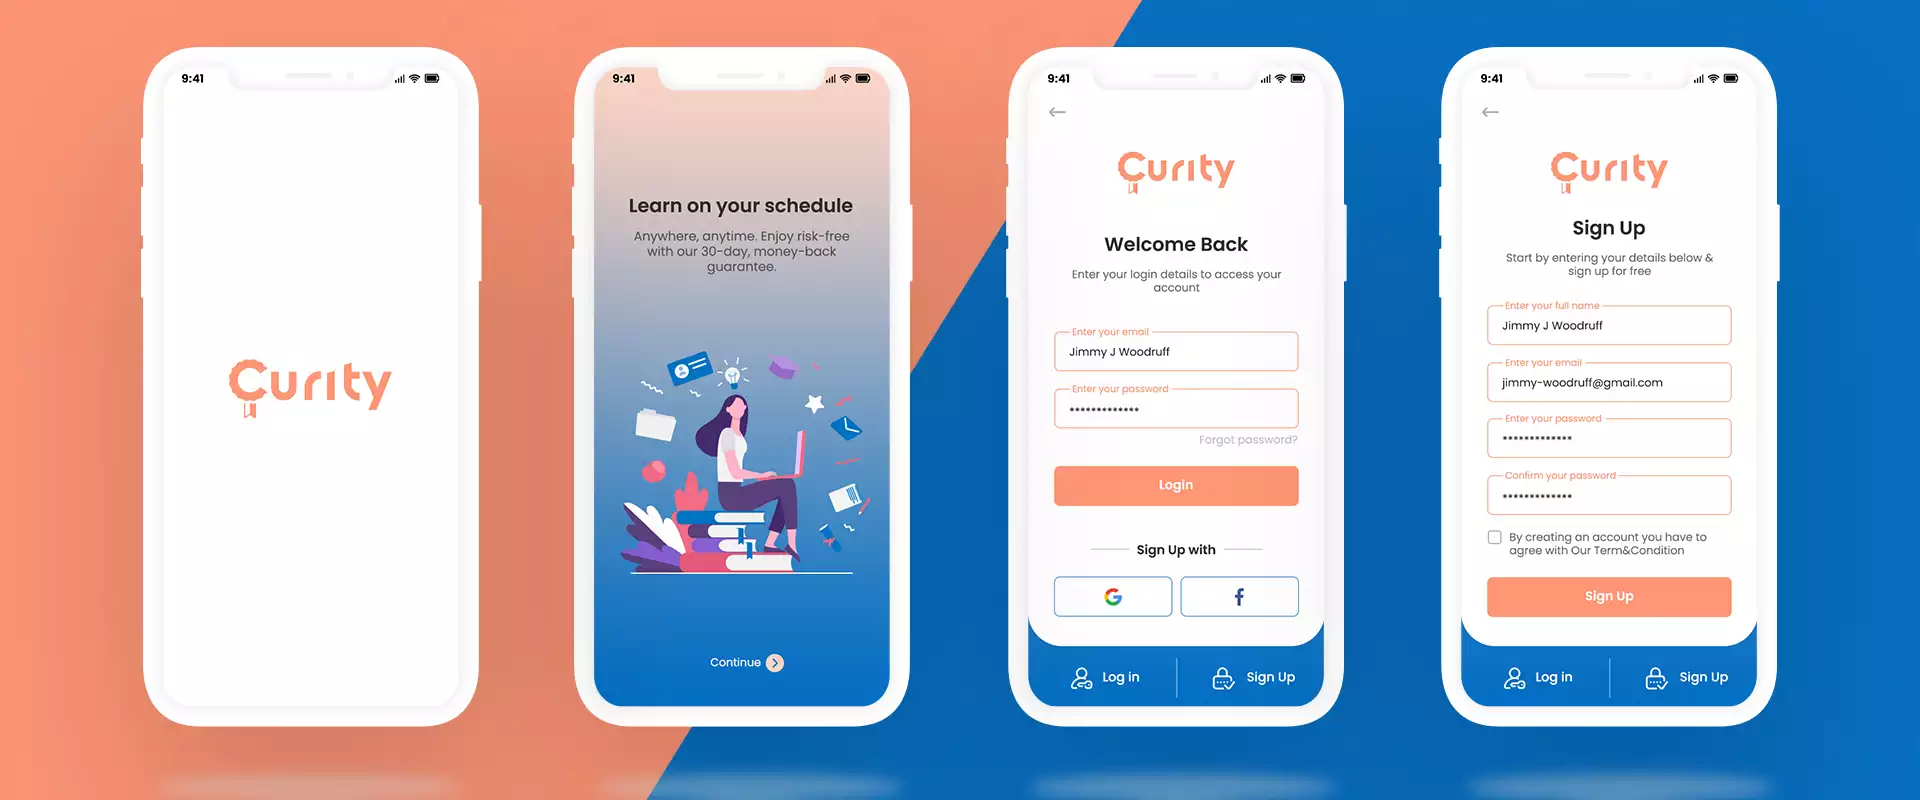 9:41
Curity
9:41
Learn on your schedule
Anywhere, anytime. Enjoy risk-free
with our 30-day, money-back
guarantee.
Continue
9:41
Curity
Welcome Back
Enter your login details to access your
account
Enter your email
Jimmy J Woodruff
Enter your password
*************
Forgot password?
Login
Sign Up with
G f
Log in Sign Up
9:41
Curity
Sign Up
Start by entering your details below &
sign up for free
Enter your full name
Jimmy J Woodruff
Enter your email
jimmy-woodruff@gmail.com
Enter your password
*************
Confirm your password
*************
By creating an account you have to
agree with Our Term&Condition
Sign Up
Log in Sign Up